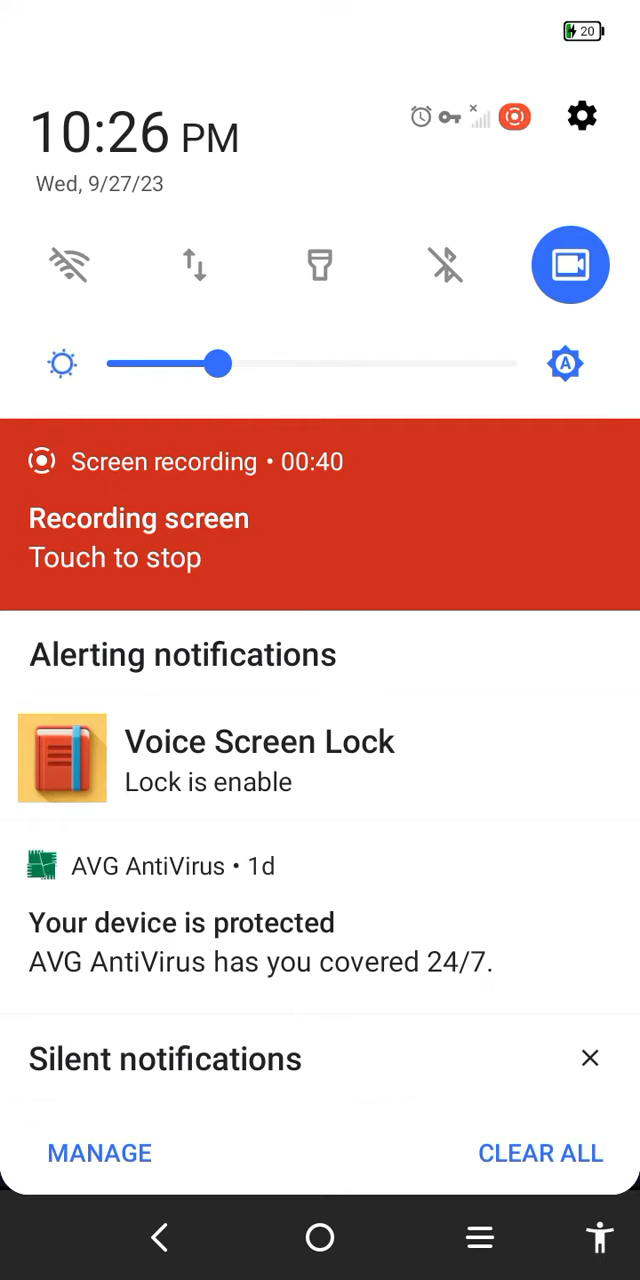 20
10:26 PM
Wed, 9/27/23
A
Screen recording • 00:40
Recording screen
Touch to stop
Alerting notifications
Voice Screen Lock
Lock is enable
AVG AntiVirus • 1d
Your device is protected
AVG AntiVirus has you covered 24/7.
Silent notifications
MANAGE
CLEAR ALL